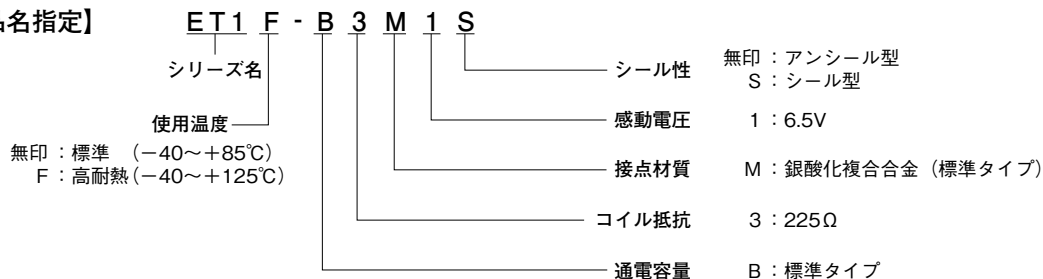 名指定】
ET1 F - B 3 M 1 S
シリーズ名
使用温度
無印：標準 （－40～＋85℃）
F：高耐熱（－40～＋125℃）
シール性 無印：アンシール型
S：シール型
感動電圧 1：6.5V
接点材質 M：銀酸化複合合金（標準タイプ）
コイル抵抗 3：225Ω
通電容量 B：標準タイプ